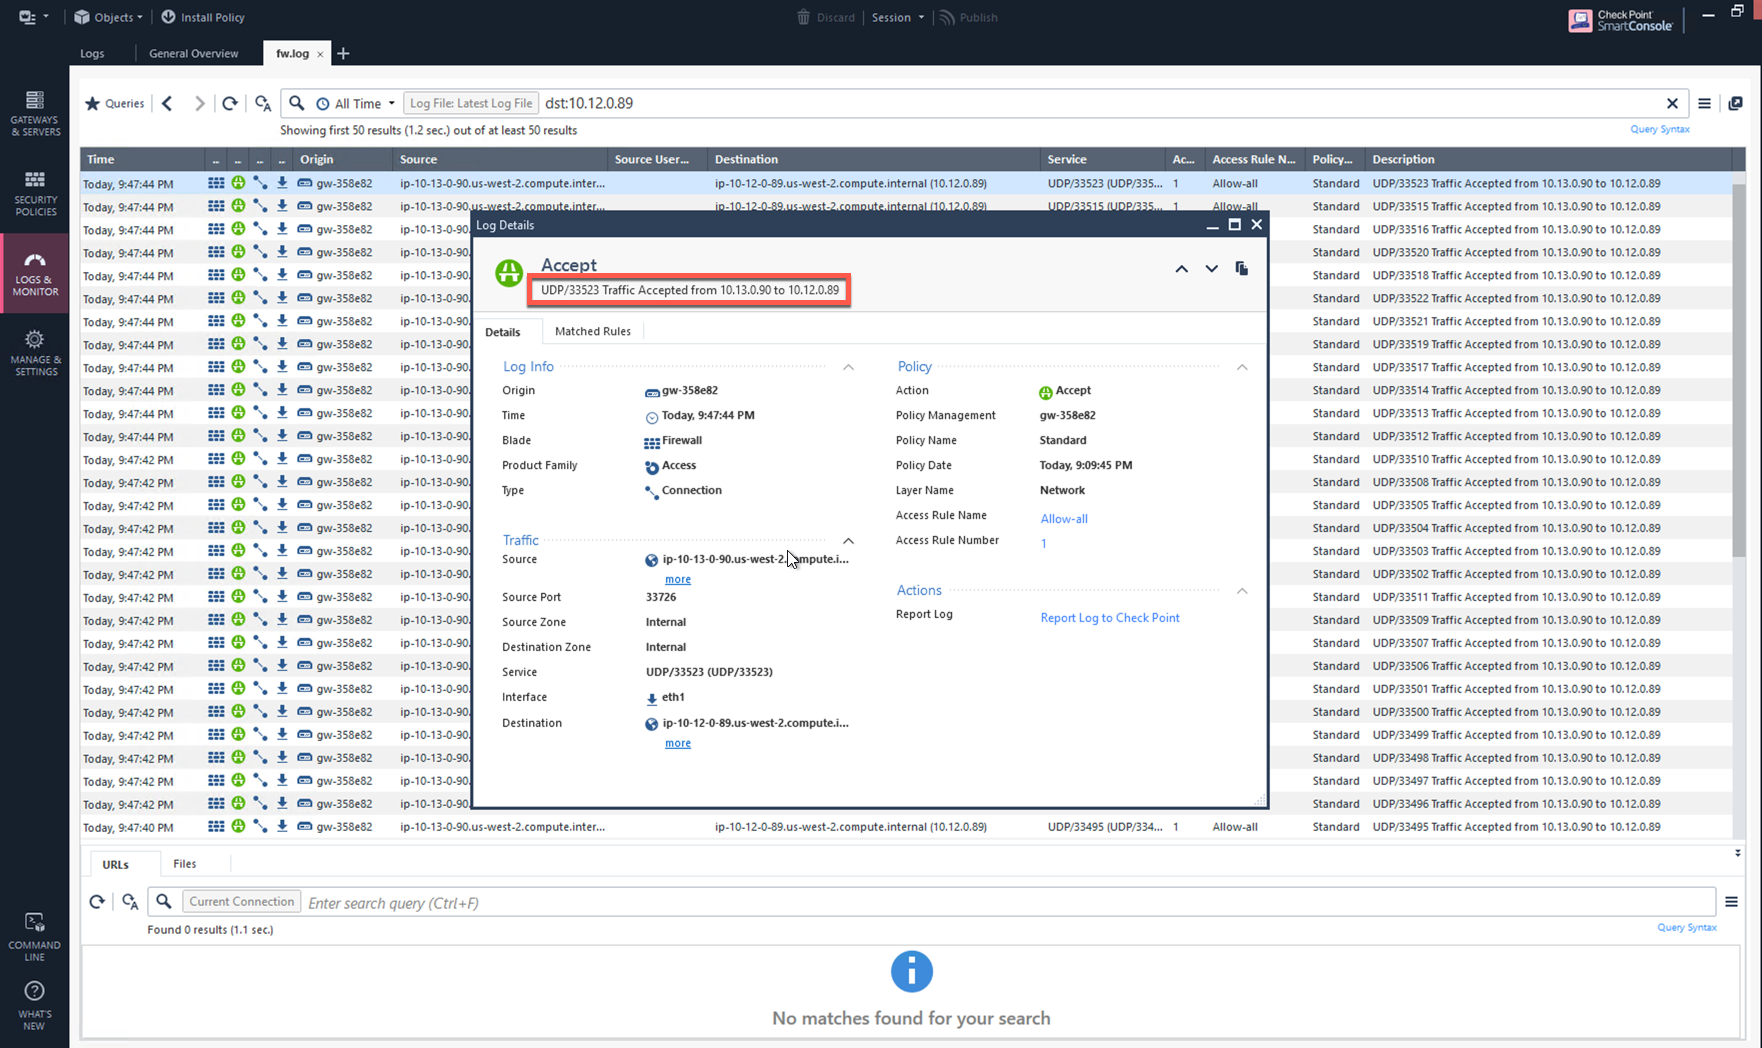 Objects
Install Policy
Discard
Session
Publish
Check Point
SmartConsole
Logs
General Overview
fw.log
GATEWAYS & SERVERS
SECURITY POLICIES
LOGS & MONITOR
MANAGE & SETTINGS
COMMAND LINE
WHAT'S NEW
Queries
All Time
Log File: Latest Log File
dst:10.12.0.89
Showing first 50 results (1.2 sec.) out of at least 50 results
Query Syntax
Time .. .. .. .. Origin Source Source User... Destination Service Ac... Access Rule N... Policy... Description
Today, 9:47:44 PM gw-358e82 ip-10-13-0-90.us-west-2.compute.inter... ip-10-12-0-89.us-west-2.compute.internal (10.12.0.89) UDP/33523 (UDP/335... 1 Allow-all Standard UDP/33523 Traffic Accepted from 10.13.0.90 to 10.12.0.89
Today, 9:47:44 PM gw-358e82 ip-10-13-0-90.us-west-2.compute.inter... ip-10-12-0-89.us-west-2.compute.internal (10.12.0.89) UDP/33515 (UDP/335... 1 Allow-all Standard UDP/33515 Traffic Accepted from 10.13.0.90 to 10.12.0.89
Today, 9:47:44 PM gw-358e82 ip-10-13-0-90. Standard UDP/33516 Traffic Accepted from 10.13.0.90 to 10.12.0.89
Today, 9:47:44 PM gw-358e82 ip-10-13-0-90. Standard UDP/33520 Traffic Accepted from 10.13.0.90 to 10.12.0.89
Today, 9:47:44 PM gw-358e82 ip-10-13-0-90. Standard UDP/33518 Traffic Accepted from 10.13.0.90 to 10.12.0.89
Today, 9:47:44 PM gw-358e82 ip-10-13-0-90. Standard UDP/33522 Traffic Accepted from 10.13.0.90 to 10.12.0.89
Today, 9:47:44 PM gw-358e82 ip-10-13-0-90. Standard UDP/33521 Traffic Accepted from 10.13.0.90 to 10.12.0.89
Today, 9:47:44 PM gw-358e82 ip-10-13-0-90. Standard UDP/33519 Traffic Accepted from 10.13.0.90 to 10.12.0.89
Today, 9:47:44 PM gw-358e82 ip-10-13-0-90. Standard UDP/33517 Traffic Accepted from 10.13.0.90 to 10.12.0.89
Today, 9:47:44 PM gw-358e82 ip-10-13-0-90. Standard UDP/33514 Traffic Accepted from 10.13.0.90 to 10.12.0.89
Today, 9:47:44 PM gw-358e82 ip-10-13-0-90. Standard UDP/33513 Traffic Accepted from 10.13.0.90 to 10.12.0.89
Today, 9:47:44 PM gw-358e82 ip-10-13-0-90. Standard UDP/33512 Traffic Accepted from 10.13.0.90 to 10.12.0.89
Today, 9:47:42 PM gw-358e82 ip-10-13-0-90. Standard UDP/33510 Traffic Accepted from 10.13.0.90 to 10.12.0.89
Today, 9:47:42 PM gw-358e82 ip-10-13-0-90. Standard UDP/33508 Traffic Accepted from 10.13.0.90 to 10.12.0.89
Today, 9:47:42 PM gw-358e82 ip-10-13-0-90. Standard UDP/33505 Traffic Accepted from 10.13.0.90 to 10.12.0.89
Today, 9:47:42 PM gw-358e82 ip-10-13-0-90. Standard UDP/33504 Traffic Accepted from 10.13.0.90 to 10.12.0.89
Today, 9:47:42 PM gw-358e82 ip-10-13-0-90. Standard UDP/33503 Traffic Accepted from 10.13.0.90 to 10.12.0.89
Today, 9:47:42 PM gw-358e82 ip-10-13-0-90. Standard UDP/33502 Traffic Accepted from 10.13.0.90 to 10.12.0.89
Today, 9:47:42 PM gw-358e82 ip-10-13-0-90. Standard UDP/33511 Traffic Accepted from 10.13.0.90 to 10.12.0.89
Today, 9:47:42 PM gw-358e82 ip-10-13-0-90. Standard UDP/33509 Traffic Accepted from 10.13.0.90 to 10.12.0.89
Today, 9:47:42 PM gw-358e82 ip-10-13-0-90. Standard UDP/33507 Traffic Accepted from 10.13.0.90 to 10.12.0.89
Today, 9:47:42 PM gw-358e82 ip-10-13-0-90. Standard UDP/33506 Traffic Accepted from 10.13.0.90 to 10.12.0.89
Today, 9:47:42 PM gw-358e82 ip-10-13-0-90. Standard UDP/33501 Traffic Accepted from 10.13.0.90 to 10.12.0.89
Today, 9:47:42 PM gw-358e82 ip-10-13-0-90. Standard UDP/33500 Traffic Accepted from 10.13.0.90 to 10.12.0.89
Today, 9:47:42 PM gw-358e82 ip-10-13-0-90. Standard UDP/33499 Traffic Accepted from 10.13.0.90 to 10.12.0.89
Today, 9:47:42 PM gw-358e82 ip-10-13-0-90. Standard UDP/33498 Traffic Accepted from 10.13.0.90 to 10.12.0.89
Today, 9:47:42 PM gw-358e82 ip-10-13-0-90. Standard UDP/33497 Traffic Accepted from 10.13.0.90 to 10.12.0.89
Today, 9:47:42 PM gw-358e82 ip-10-13-0-90. Standard UDP/33496 Traffic Accepted from 10.13.0.90 to 10.12.0.89
Today, 9:47:40 PM gw-358e82 ip-10-13-0-90.us-west-2.compute.inter... ip-10-12-0-89.us-west-2.compute.internal (10.12.0.89) UDP/33495 (UDP/334... 1 Allow-all Standard UDP/33495 Traffic Accepted from 10.13.0.90 to 10.12.0.89
Log Details
Accept
UDP/33523 Traffic Accepted from 10.13.0.90 to 10.12.0.89
Details
Matched Rules
Log Info
Origin gw-358e82
Time Today, 9:47:44 PM
Blade Firewall
Product Family Access
Type Connection
Traffic
Source ip-10-13-0-90.us-west-2.compute.i...
more
Source Port 33726
Source Zone Internal
Destination Zone Internal
Service UDP/33523 (UDP/33523)
Interface eth1
Destination ip-10-12-0-89.us-west-2.compute.i...
more
Policy
Action Accept
Policy Management gw-358e82
Policy Name Standard
Policy Date Today, 9:09:45 PM
Layer Name Network
Access Rule Name Allow-all
Access Rule Number 1
Actions
Report Log Report Log to Check Point
URLs
Files
Current Connection
Enter search query (Ctrl+F)
Found 0 results (1.1 sec.)
Query Syntax
No matches found for your search